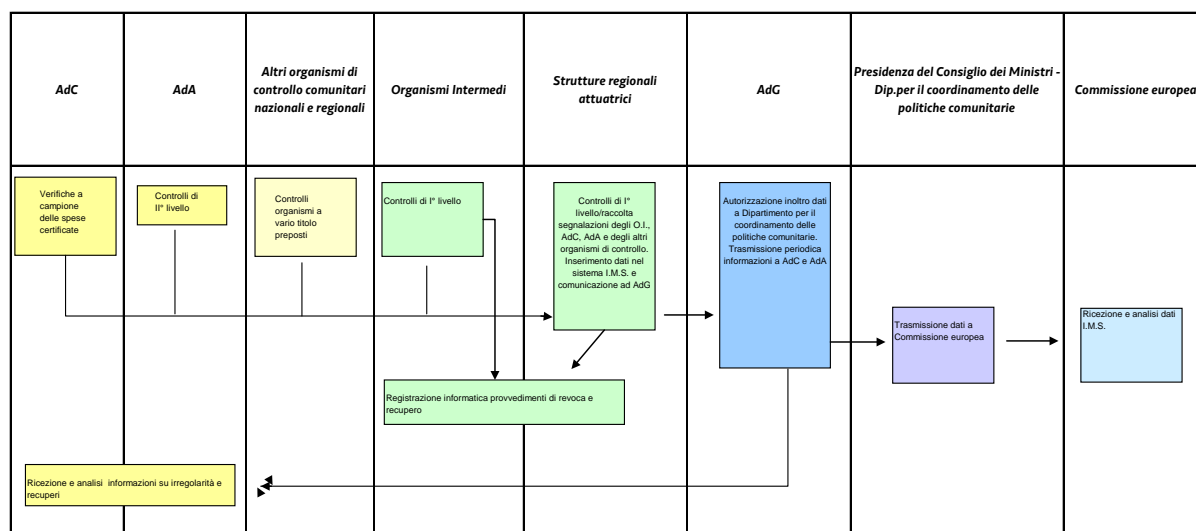 AdC
AdA
Altri organismi di
controllo comunitari
nazionali e regionali
Organismi Intermedi
Strutture regionali
attuatrici
AdG
Presidenza del Consiglio dei Ministri -
Dip.per il coordinamento delle
politiche comunitarie
Commissione europea
Verifiche a
campione
delle spese
certificate
Controlli di
II° livello
Controlli
organismi a
vario titolo
preposti
Controlli di I° livello
Controlli di I°
livello/raccolta
segnalazioni degli O.I.,
AdC, AdA e degli altri
organismi di controllo.
Inserimento dati nel
sistema I.M.S. e
comunicazione ad AdG
Autorizzazione inoltro dati
a Dipartimento per il
coordinamento delle
politiche comunitarie.
Trasmissione periodica
informazioni a AdC e AdA
Trasmissione dati a
Commissione europea
Ricezione e analisi dati
I.M.S.
Registrazione informatica provvedimenti di revoca e
recupero
Ricezione e analisi  informazioni su irregolarità e
recuperi